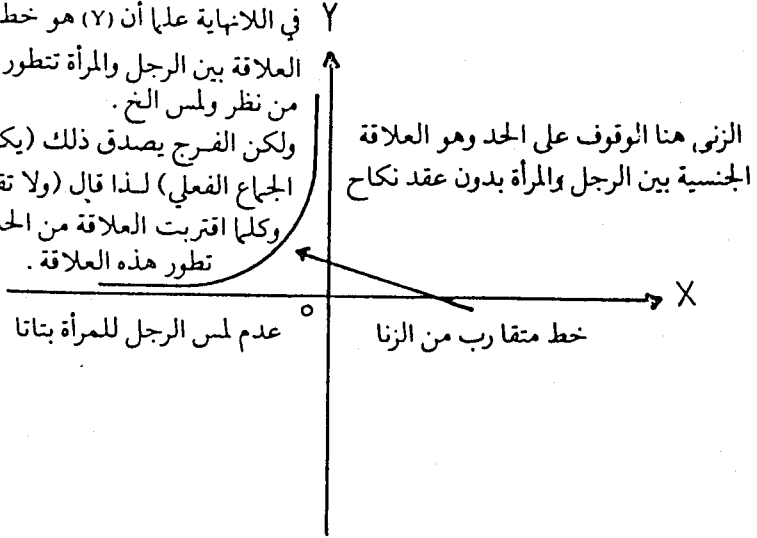 Y
في اللانهاية علما أن (Y) هو خط
العلاقة بين الرجل والمرأة تتطور
من نظر ولمس الخ .
ولكن الفرج يصدق ذلك (يك
الجماع الفعلي) لـذا قال (ولا تق
وكلما اقتربت العلاقة من الح
تطور هذه العلاقة .
الزنى هنا الوقوف على الحد وهو العلاقة
الجنسية بين الرجل والمرأة بدون عقد نكاح
X
o
عدم لمس الرجل للمرأة بتاتا
خط متقارب من الزنا